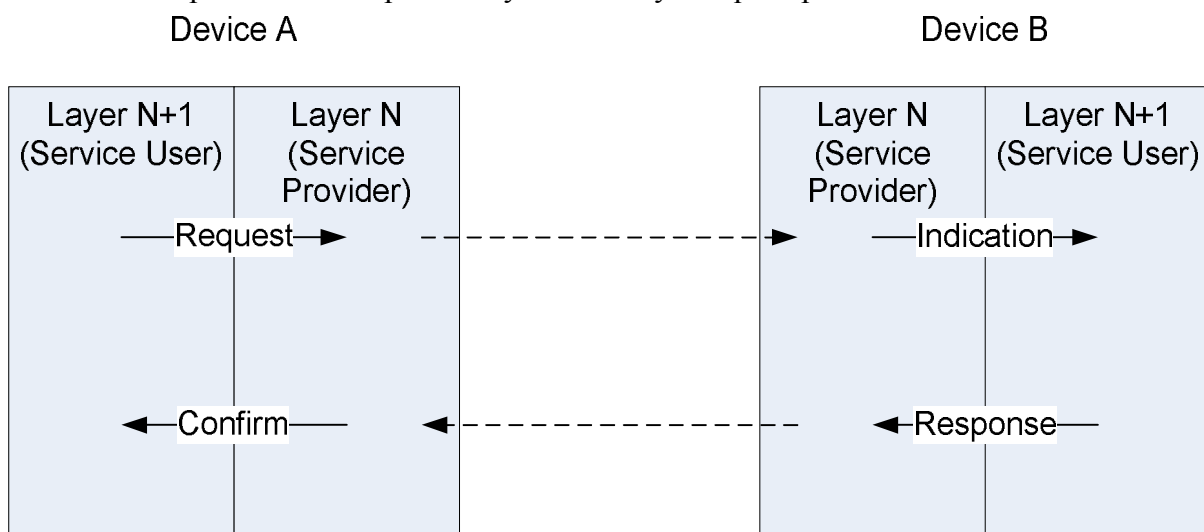 Device A
Device B
Layer N+1
(Service User)
Layer N
(Service
Provider)
Layer N
(Service
Provider)
Layer N+1
(Service User)
Request
Indication
Confirm
Response